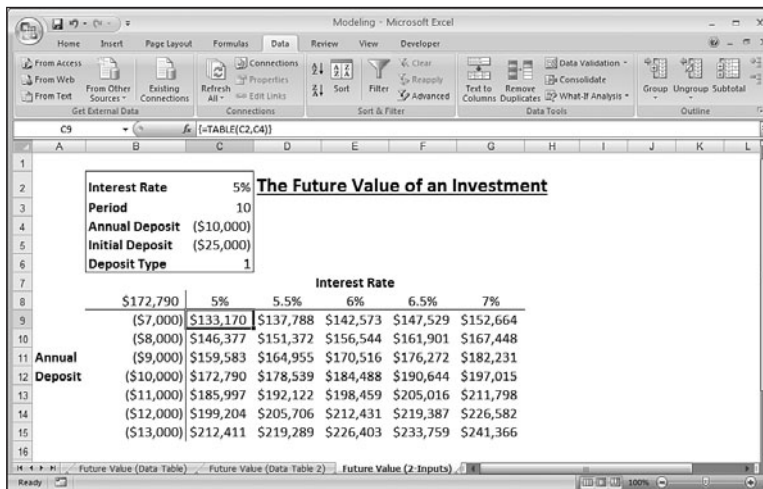 Modeling - Microsoft Excel
Home Insert Page Layout Formulas Data Review View Developer
From Access
From Web
From Text
From Other Sources
Existing Connections
Get External Data
Refresh All
Connections
Properties
Edit Links
Connections
Sort
Filter
Clear
Reapply
Advanced
Sort & Filter
Text to Columns
Remove Duplicates
Data Validation
Consolidate
What-If Analysis
Data Tools
Group Ungroup Subtotal
Outline
C9 fx {=TABLE(C2,C4)}
A B C D E F G H I J K L
1
2 Interest Rate 5% The Future Value of an Investment
3 Period 10
4 Annual Deposit ($10,000)
5 Initial Deposit ($25,000)
6 Deposit Type 1
7 Interest Rate
8 $172,790 5% 5.5% 6% 6.5% 7%
9 ($7,000) $133,170 $137,788 $142,573 $147,529 $152,664
10 ($8,000) $146,377 $151,372 $156,544 $161,901 $167,448
11 Annual ($9,000) $159,583 $164,955 $170,516 $176,272 $182,231
12 Deposit ($10,000) $172,790 $178,539 $184,488 $190,644 $197,015
13 ($11,000) $185,997 $192,122 $198,459 $205,016 $211,798
14 ($12,000) $199,204 $205,706 $212,431 $219,387 $226,582
15 ($13,000) $212,411 $219,289 $226,403 $233,759 $241,366
16
Future Value (Data Table) Future Value (Data Table 2) Future Value (2-Inputs)
Ready 100%